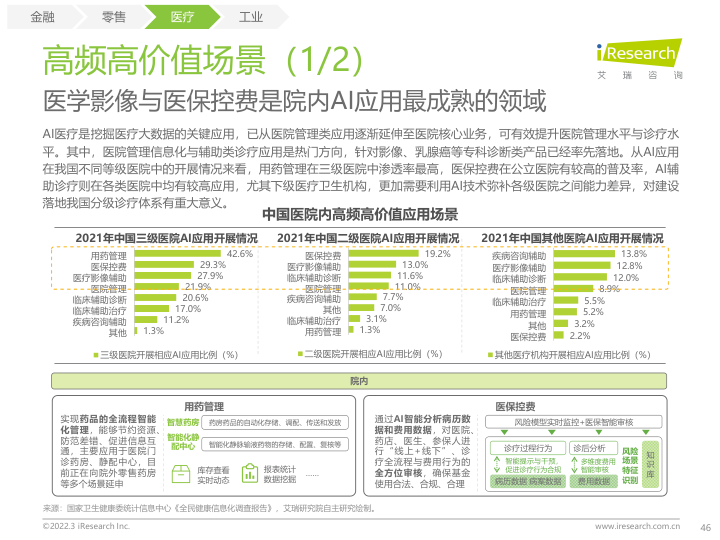 金融
零售
医疗
工业
高频高价值场景（1/2）
iResearch
艾 瑞 咨 询
医学影像与医保控费是院内AI应用最成熟的领域
AI医疗是挖掘医疗大数据的关键应用，已从医院管理类应用逐渐延伸至医院核心业务，可有效提升医院管理水平与诊疗水
平。其中，医院管理信息化与辅助类诊疗应用是热门方向，针对影像、乳腺癌等专科诊断类产品已经率先落地。从AI应用
在我国不同等级医院中的开展情况来看，用药管理在三级医院中渗透率最高，医保控费在公立医院有较高的普及率，AI辅
助诊疗则在各类医院中均有较高应用，尤其下级医疗卫生机构，更加需要利用AI技术弥补各级医院之间能力差异，对建设
落地我国分级诊疗体系有重大意义。
中国医院内高频高价值应用场景
2021年中国三级医院AI应用开展情况
用药管理 42.6%
医保控费 29.3%
医疗影像辅助 27.9%
医院管理 21.9%
临床辅助诊断 20.6%
临床辅助治疗 17.0%
疾病咨询辅助 11.2%
其他 1.3%
三级医院开展相应AI应用比例（%）
2021年中国二级医院AI应用开展情况
医保控费 19.2%
医疗影像辅助 13.0%
临床辅助诊断 11.6%
医院管理 11.0%
疾病咨询辅助 7.7%
其他 7.0%
临床辅助治疗 3.1%
用药管理 1.3%
二级医院开展相应AI应用比例（%）
2021年中国其他医院AI应用开展情况
疾病咨询辅助 13.8%
医疗影像辅助 12.8%
临床辅助诊断 12.0%
医院管理 8.9%
临床辅助治疗 5.5%
用药管理 5.2%
其他 3.2%
医保控费 2.2%
其他医疗机构开展相应AI应用比例（%）
院内
用药管理
实现药品的全流程智能
化管理，能够节约资源、
防范差错、促进信息互
通，主要应用于医院门
诊药房、静配中心，目
前正在向院外零售药房
等多个场景延申
智慧药房
药房药品的自动化存储、调配、传送和发放
智能化静
配中心
智能化静脉输液药物的存储、配置、复核等
库存查看
实时动态
报表统计
数据挖掘
……
医保控费
通过AI智能分析病历数
据和费用数据，对医院、
药店、医生、参保人进
行“线上+线下”、诊
疗全流程与费用行为的
全方位审核，确保基金
使用合法、合规、合理
风险模型实时监控+医保智能审核
诊疗过程行为
诊后分析
智能提示与干预，
促进诊疗行为合规
多维度费用
智能审核
病历数据 病案数据
费用数据
风险
场景
特征
识别
知
识
库
来源：国家卫生健康委统计信息中心《全民健康信息化调查报告》，艾瑞研究院自主研究绘制。
©2022.3 iResearch Inc.
www.iresearch.com.cn
46